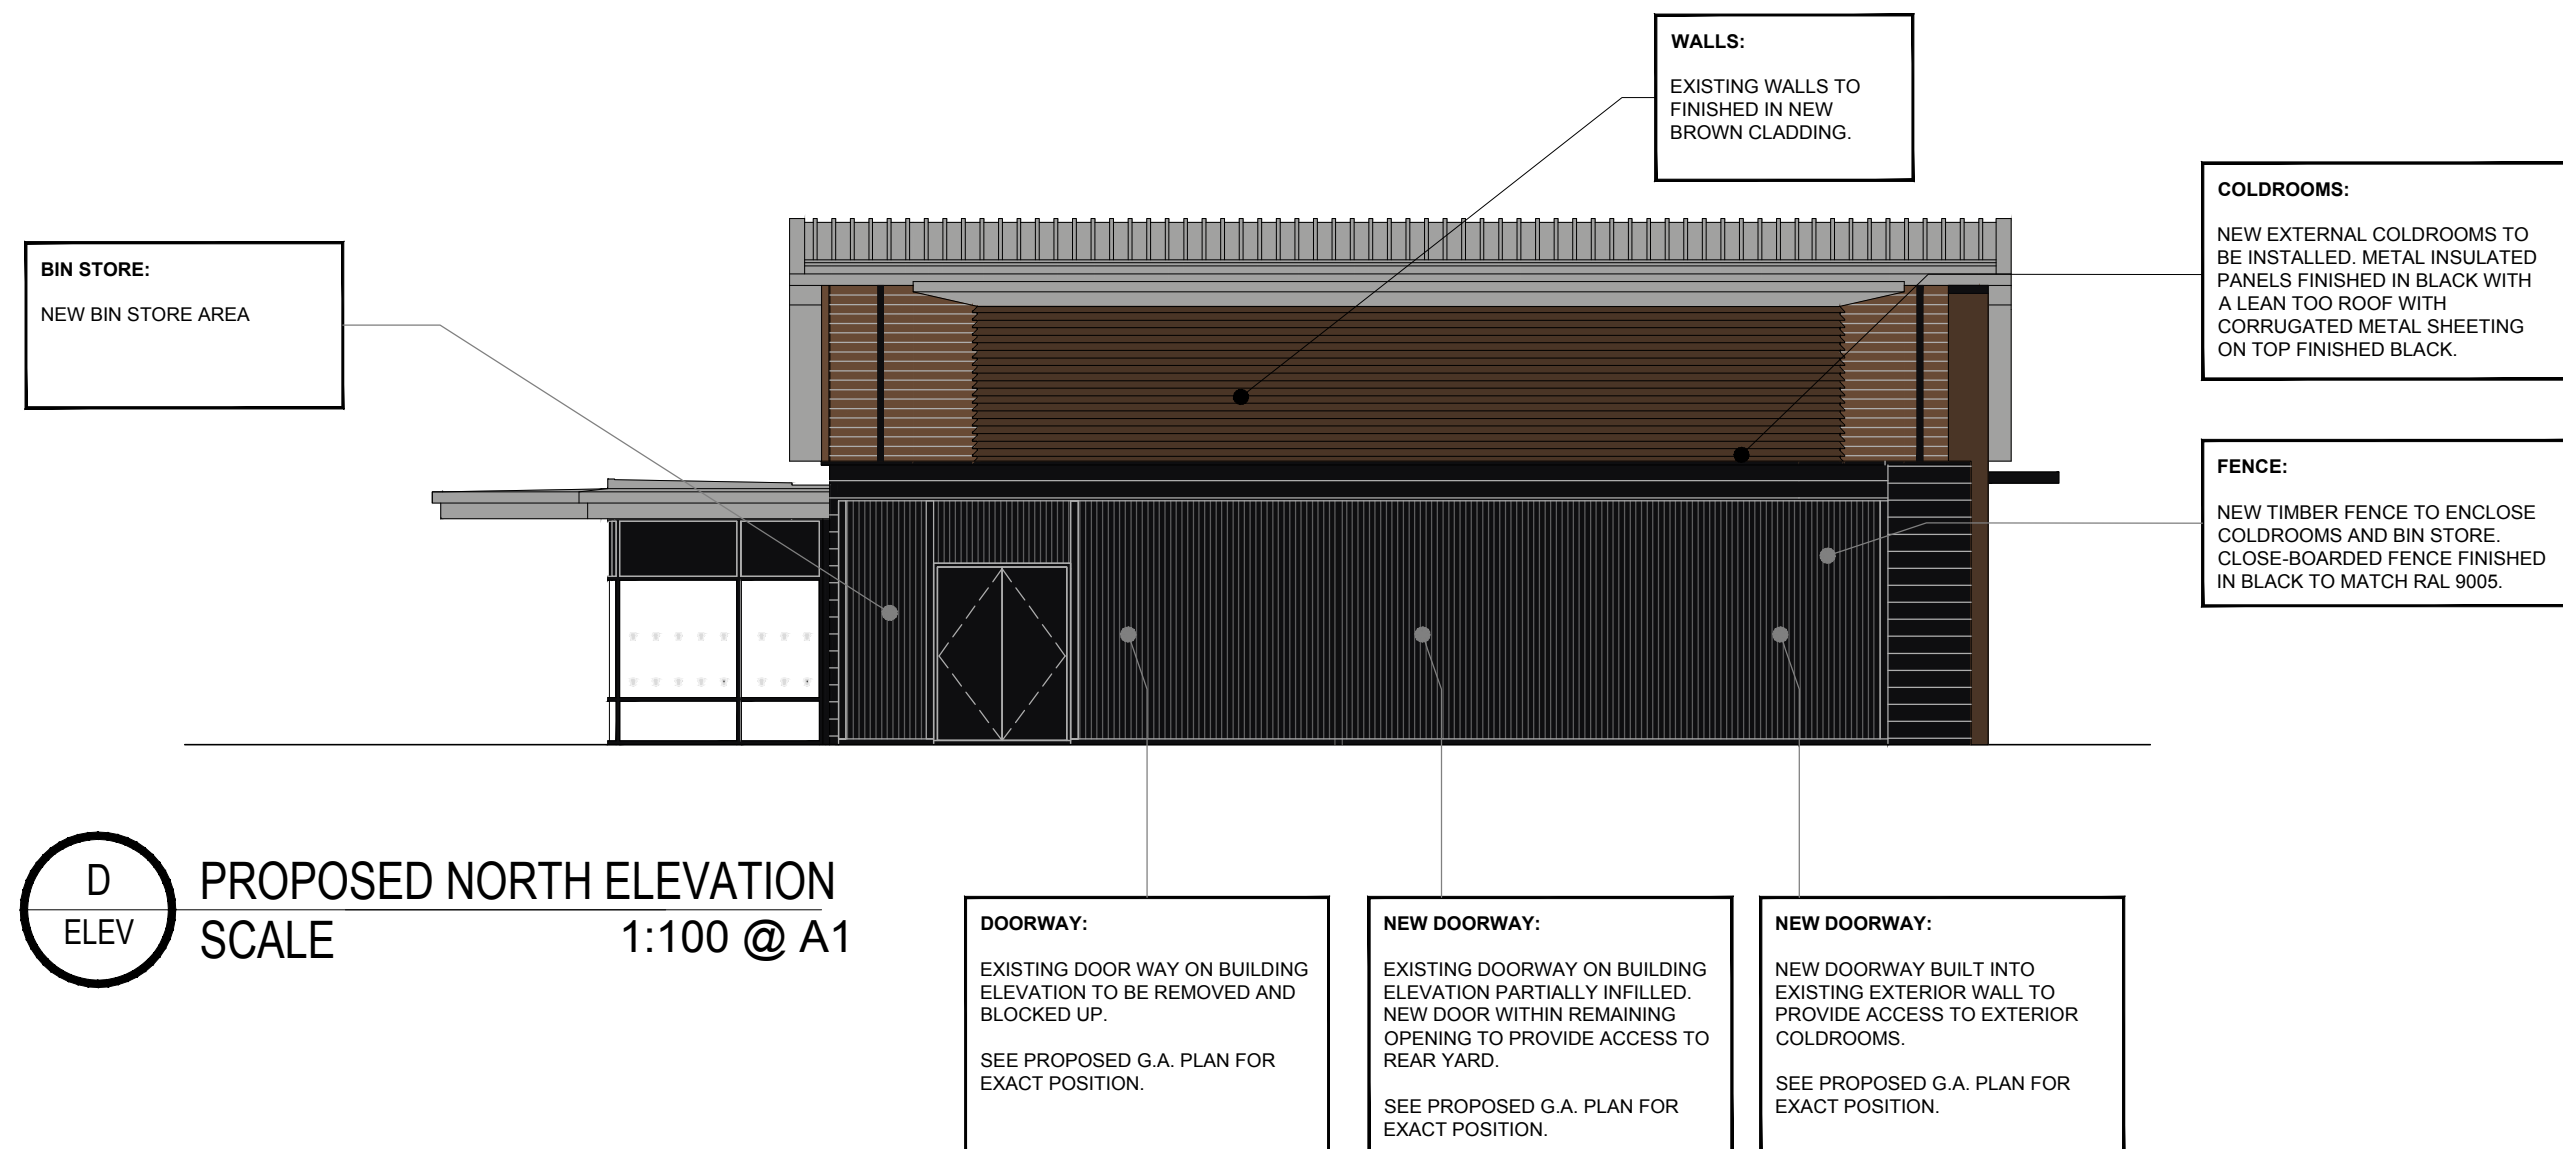 WALLS:
EXISTING WALLS TO
FINISHED IN NEW
BROWN CLADDING.
COLDROOMS:
NEW EXTERNAL COLDROOMS TO
BE INSTALLED. METAL INSULATED
PANELS FINISHED IN BLACK WITH
A LEAN TOO ROOF WITH
CORRUGATED METAL SHEETING
ON TOP FINISHED BLACK.
BIN STORE:
NEW BIN STORE AREA
FENCE:
NEW TIMBER FENCE TO ENCLOSE
COLDROOMS AND BIN STORE.
CLOSE-BOARDED FENCE FINISHED
IN BLACK TO MATCH RAL 9005.
D
ELEV
PROPOSED NORTH ELEVATION
SCALE 1:100 @ A1
DOORWAY:
EXISTING DOOR WAY ON BUILDING
ELEVATION TO BE REMOVED AND
BLOCKED UP.
SEE PROPOSED G.A. PLAN FOR
EXACT POSITION.
NEW DOORWAY:
EXISTING DOORWAY ON BUILDING
ELEVATION PARTIALLY INFILLED.
NEW DOOR WITHIN REMAINING
OPENING TO PROVIDE ACCESS TO
REAR YARD.
SEE PROPOSED G.A. PLAN FOR
EXACT POSITION.
NEW DOORWAY:
NEW DOORWAY BUILT INTO
EXISTING EXTERIOR WALL TO
PROVIDE ACCESS TO EXTERIOR
COLDROOMS.
SEE PROPOSED G.A. PLAN FOR
EXACT POSITION.